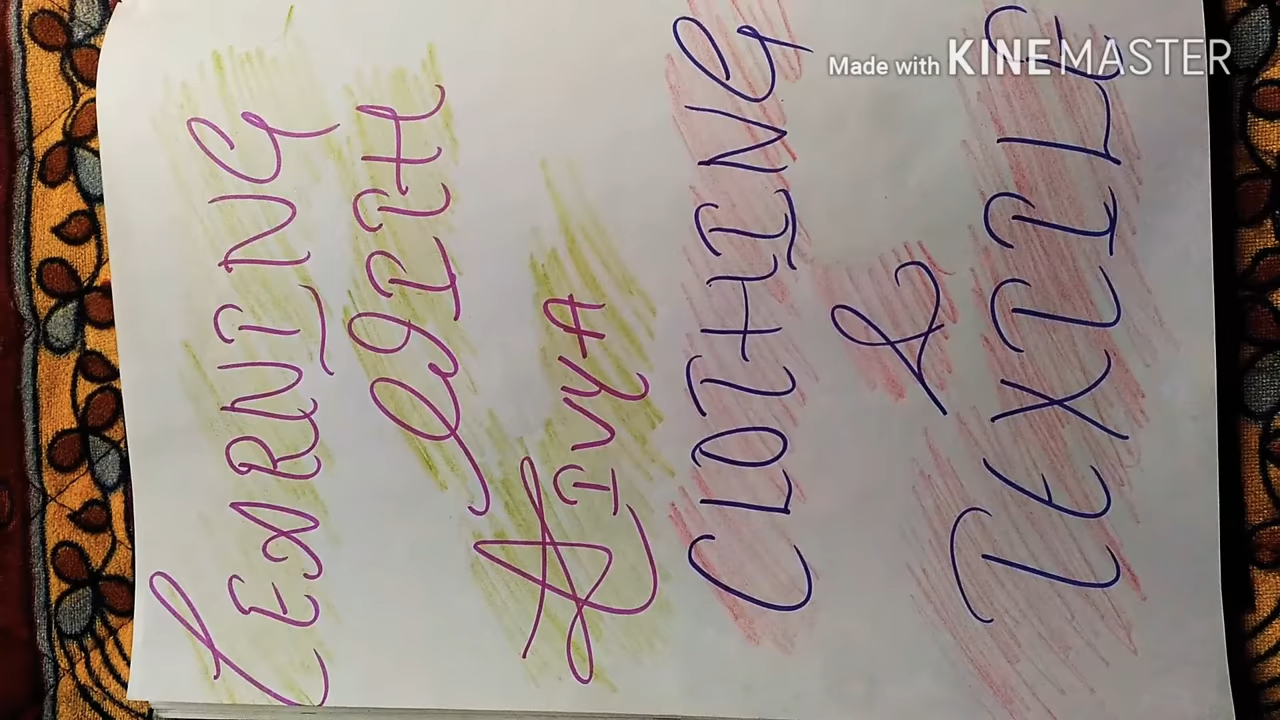 LEARNING
WITH
DIVYA
CLOTHING
&
TEXTILE
Made with KINEMASTER